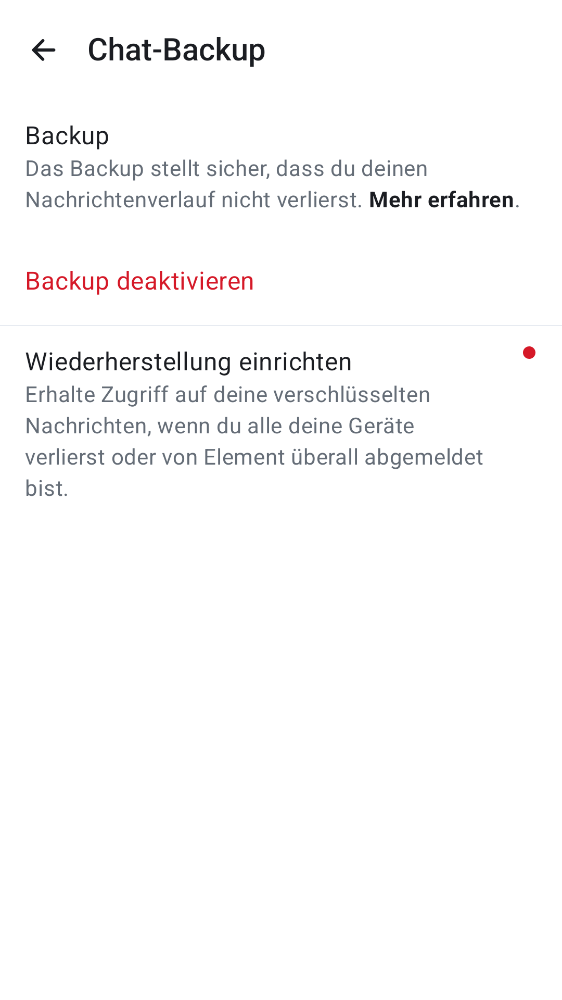 Chat-Backup
Backup
Das Backup stellt sicher, dass du deinen
Nachrichtenverlauf nicht verlierst. Mehr erfahren.
Backup deaktivieren
Wiederherstellung einrichten
Erhalte Zugriff auf deine verschlüsselten
Nachrichten, wenn du alle deine Geräte
verlierst oder von Element überall abgemeldet
bist.